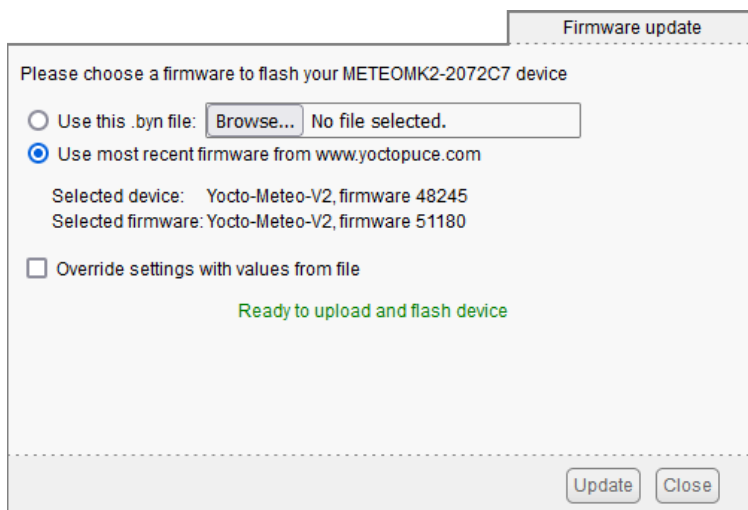 Firmware update
Please choose a firmware to flash your METEOMK2-2072C7 device
Use this .byn file: Browse... No file selected.
Use most recent firmware from www.yoctopuce.com
Selected device: Yocto-Meteo-V2, firmware 48245
Selected firmware: Yocto-Meteo-V2, firmware 51180
Override settings with values from file
Ready to upload and flash device
Update Close